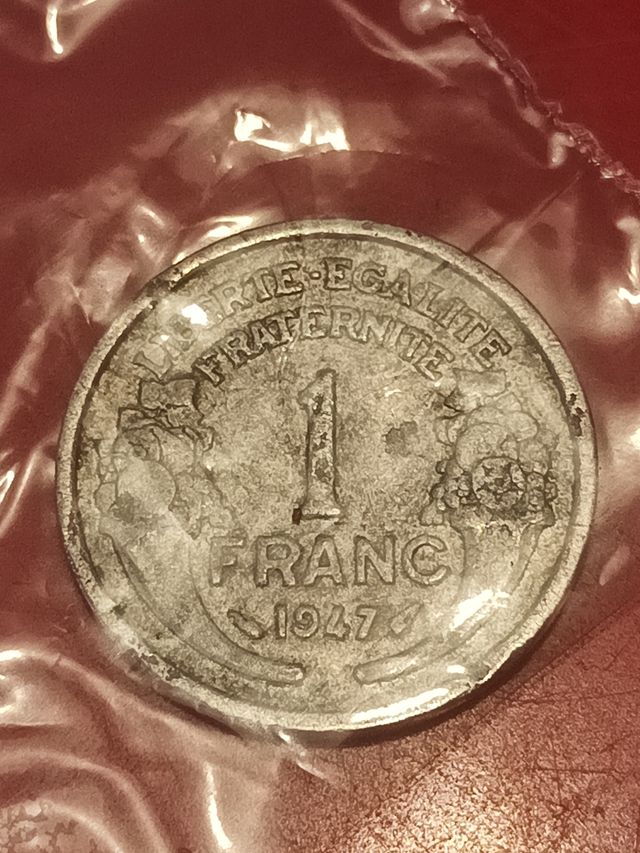 LIBERTE·EGALITE
FRATERNITE
1
FRANC
1947